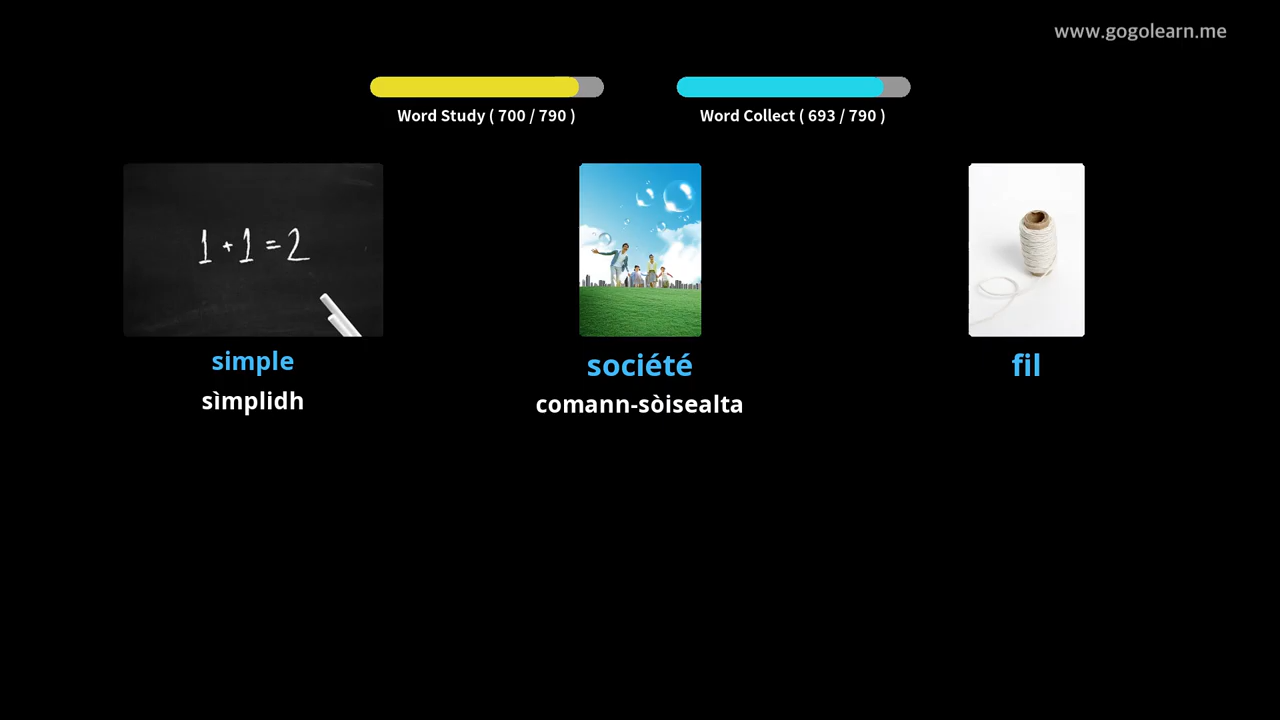 www.gogolearn.me
Word Study ( 700 / 790 )
Word Collect ( 693 / 790 )
1 + 1 = 2
simple
sìmplidh
société
comann-sòisealta
fil